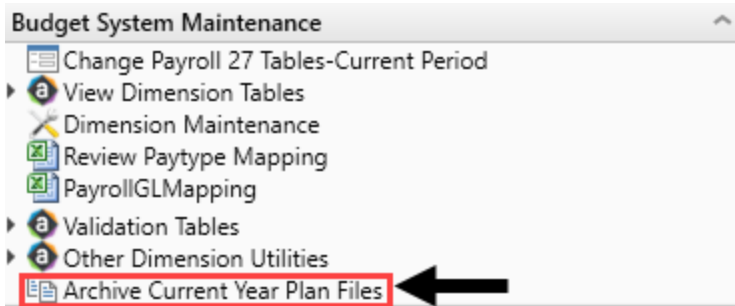 Budget System Maintenance
Change Payroll 27 Tables-Current Period
View Dimension Tables
Dimension Maintenance
Review Paytype Mapping
PayrollGLMapping
Validation Tables
Other Dimension Utilities
Archive Current Year Plan Files